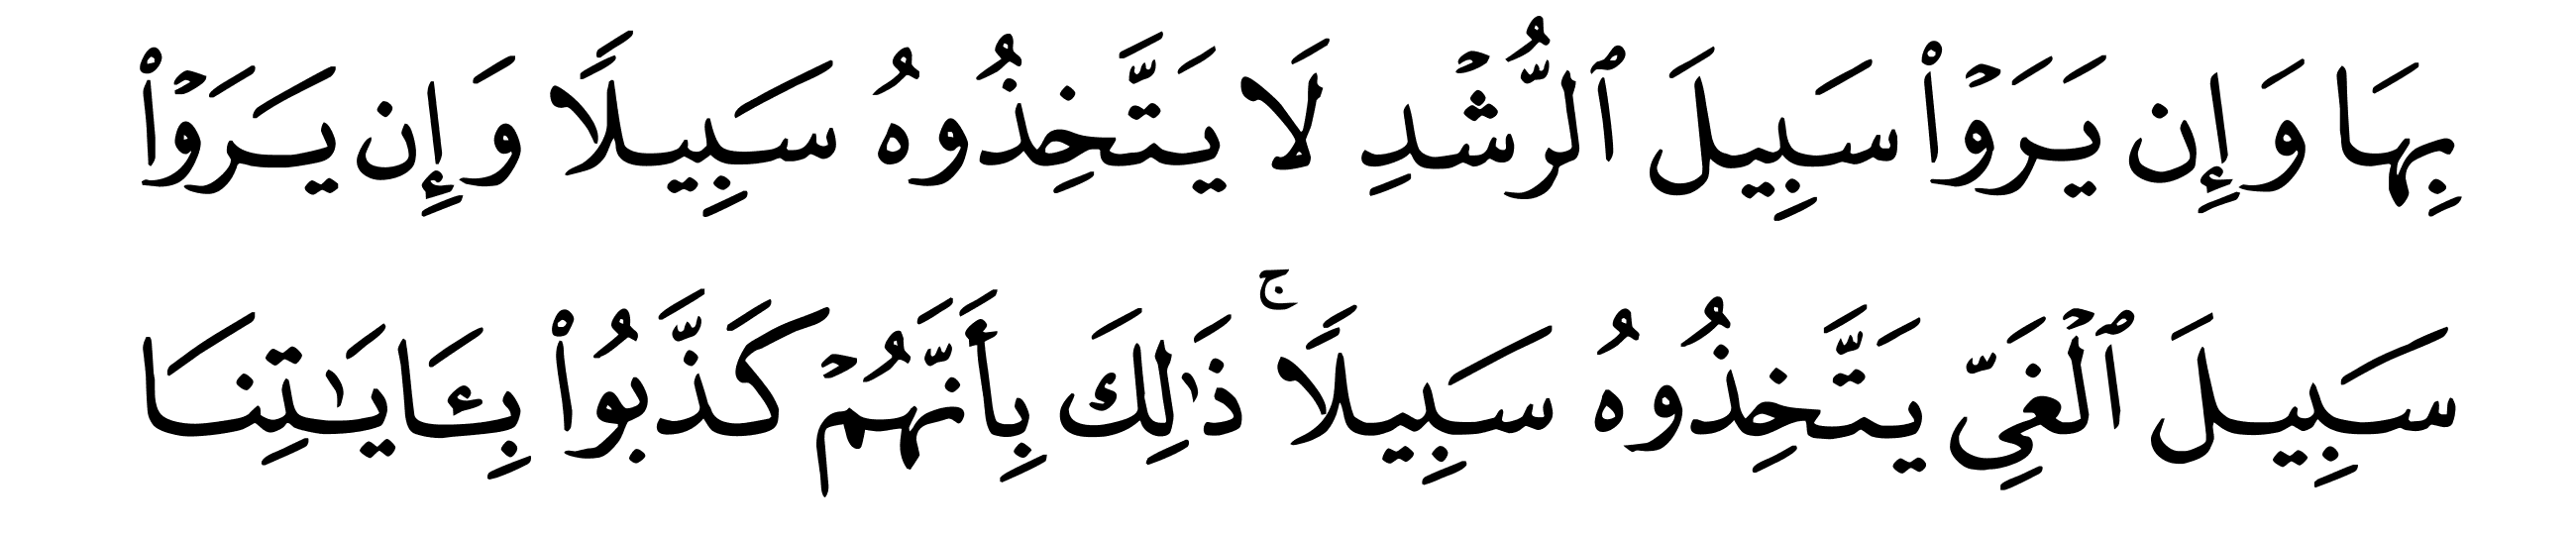 بِهَا وَإِن يَرَوۡاْ سَبِيلَ ٱلرُّشۡدِ لَا يَتَّخِذُوهُ سَبِيلًا وَإِن يَرَوۡاْ
سَبِيلَ ٱلۡغَيِّ يَتَّخِذُوهُ سَبِيلًاۚ ذَٰلِكَ بِأَنَّهُمۡ كَذَّبُواْ بِـَٔايَٰتِنَا